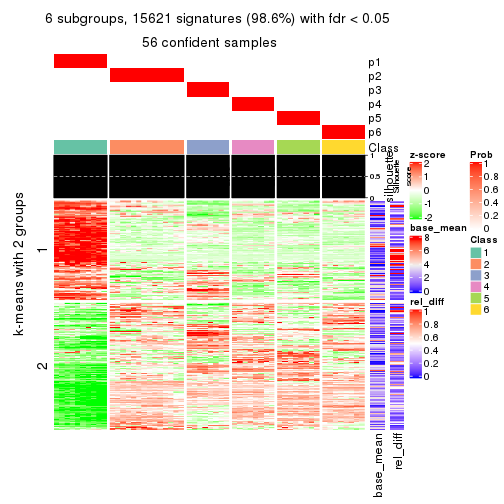 6 subgroups, 15621 signatures (98.6%) with fdr < 0.05
56 confident samples
p1
p2
p3
p4
p5
p6
Class
1
0.5
0
silhouette
Silhouette
score
k-means with 2 groups
1
2
base_mean
rel_diff
z-score
2
1
0
-1
-2
base_mean
8
6
4
2
0
rel_diff
1
0.8
0.6
0.4
0.2
0
Prob
1
0.8
0.6
0.4
0.2
0
Class
1
2
3
4
5
6